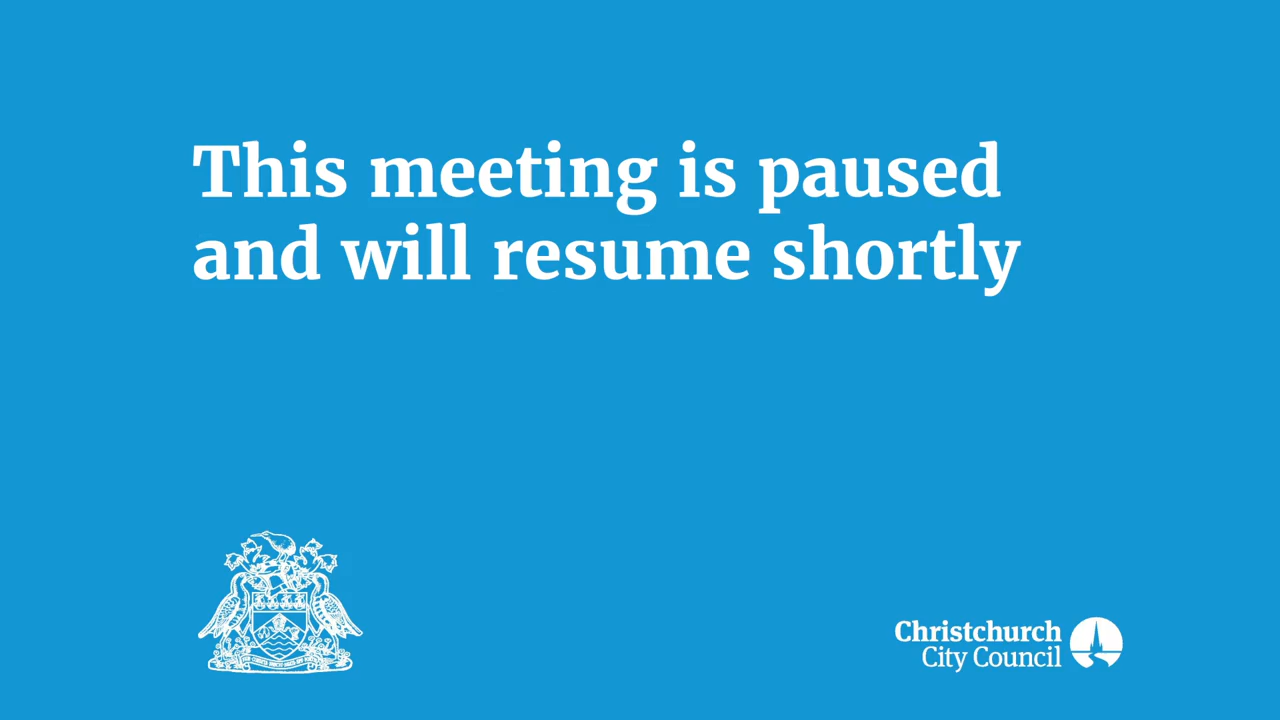 This meeting is paused
and will resume shortly
Christchurch
City Council